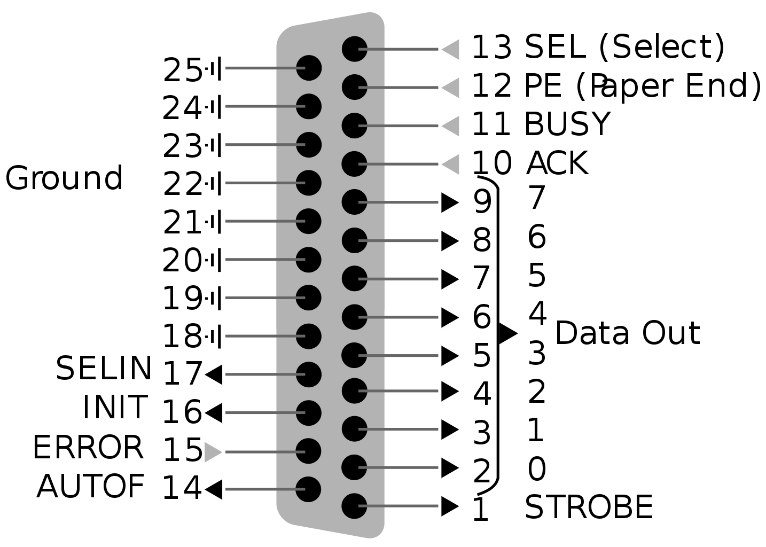 13 SEL (Select)
25
12 PE (Paper End)
24
11 BUSY
23
10 ACK
Ground
22
9 7
21
8 6
20
7 5
19
6 4
Data Out
18
5 3
SELIN 17
4 2
INIT 16
3 1
ERROR 15
2 0
AUTOF 14
1 STROBE